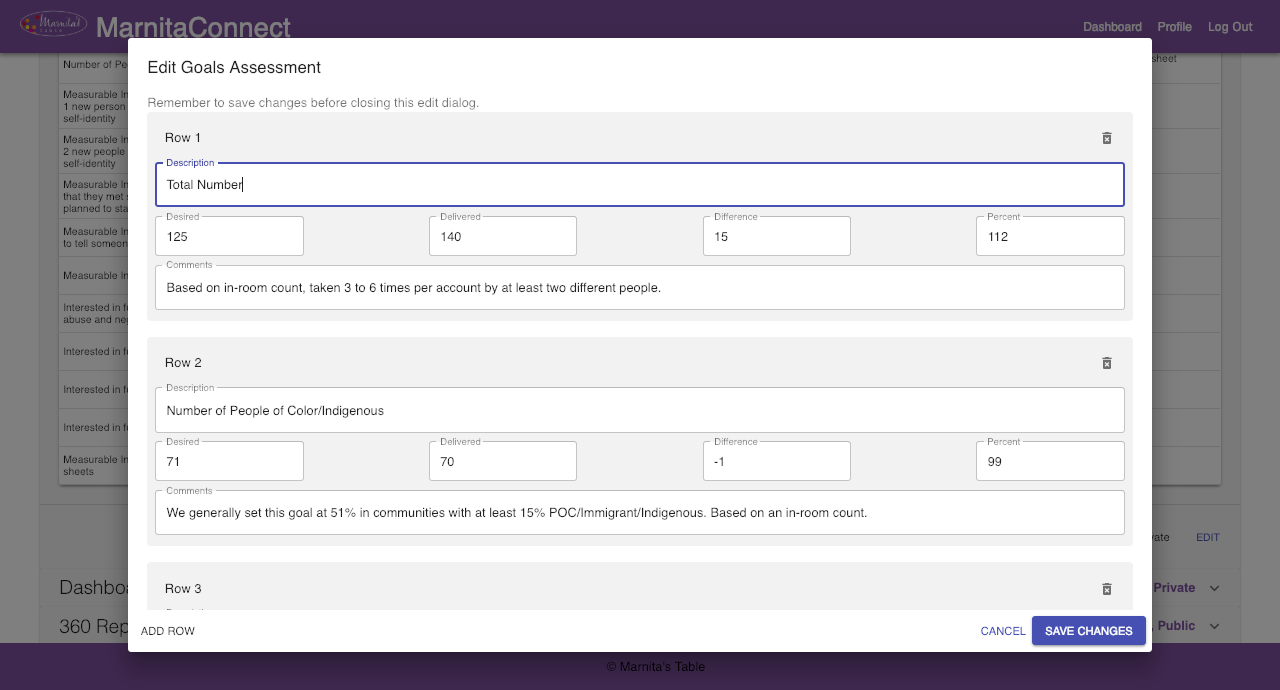 Marnita's
TABLE
MarnitaConnect
Dashboard Profile Log Out
Number of Pe
sheet
Measurable In
1 new person
self-identity
Measurable In
2 new people
self-identity
Measurable In
that they met
planned to sta
Measurable In
to tell someon
Measurable In
Interested in f
abuse and neg
Interested in f
Interested in f
Interested in f
Measurable In
sheets
Edit Goals Assessment
Remember to save changes before closing this edit dialog.
Row 1
Description
Total Number
Desired Delivered Difference Percent
125 140 15 112
Comments
Based on in-room count, taken 3 to 6 times per account by at least two different people.
Row 2
Description
Number of People of Color/Indigenous
Desired Delivered Difference Percent
71 70 -1 99
Comments
We generally set this goal at 51% in communities with at least 15% POC/Immigrant/Indigenous. Based on an in-room count.
Row 3
ADD ROW CANCEL SAVE CHANGES
vate EDIT
Dashboa Private
360 Rep Public
© Marnita's Table